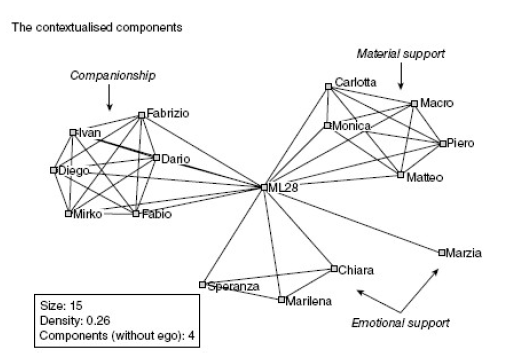 The contextualised components
Material support
Companionship
Carlotta
Macro
Fabrizio
Monica
Ivan
Piero
Dario
Diego
Matteo
ML28
Mirko
Fabio
Marzia
Chiara
Speranza
Marilena
Emotional support
Size: 15
Density: 0.26
Components (without ego): 4